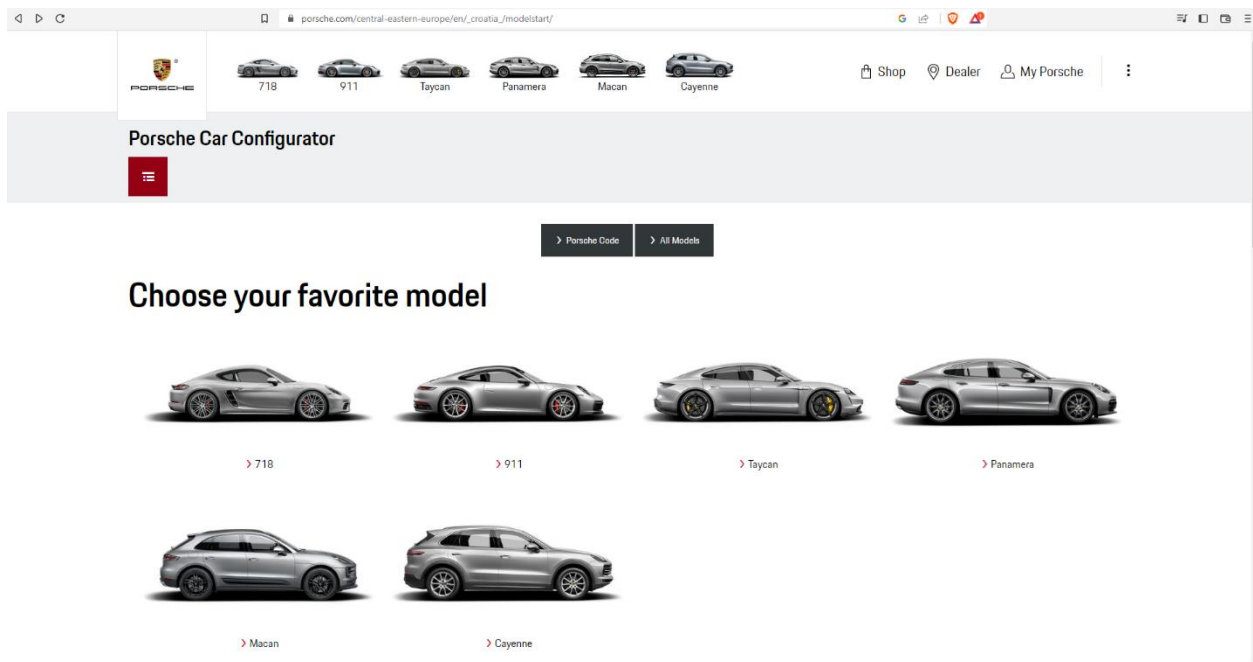 porsche.com/central-eastern-europe/en/_croatia_/modelstart/
PORSCHE
718 911 Taycan Panamera Macan Cayenne
Shop Dealer My Porsche
Porsche Car Configurator
Porsche Code All Models
Choose your favorite model
718 911 Taycan Panamera
Macan Cayenne